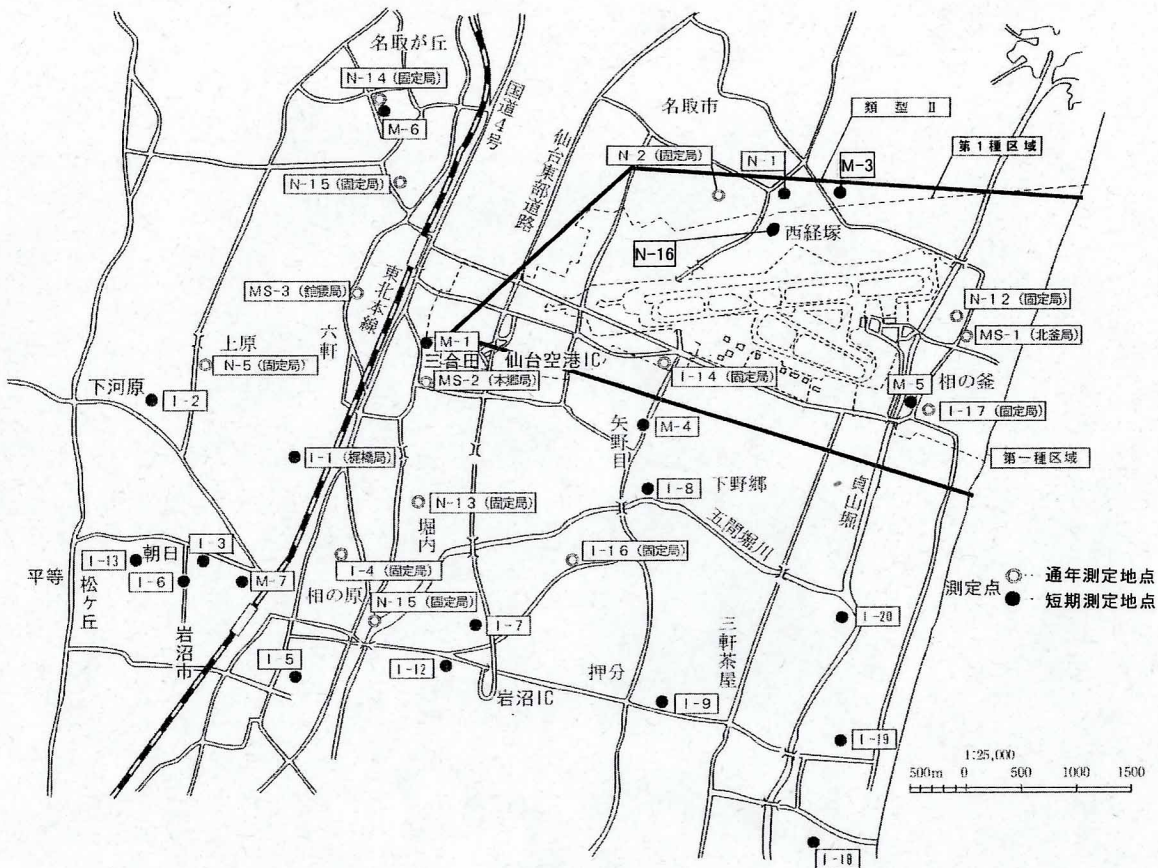 名取が丘
N-14 (固定局)
M-6
国道4号
仙台東部道路
名取市
類型 Ⅱ
第1種区域
N-2 (固定局)
N-1
M-3
N-15 (固定局)
西経塚
N-16
MS-3 (館腰局)
東北本線
六軒
N-12 (固定局)
MS-1 (北釜局)
M-1
三合田
仙台空港IC
上原
N-5 (固定局)
MS-2 (本郷局)
I-14 (固定局)
M-5
相の釜
I-17 (固定局)
下河原
I-2
矢野目
M-4
I-1 (梶橋局)
第一種区域
貞山堀
I-8
下野郷
N-13 (固定局)
堀内
五間堀川
I-3
朝日
I-13
I-16 (固定局)
平等
松ケ丘
I-6
M-7
I-4 (固定局)
相の原
N-15 (固定局)
測定点
通年測定地点
短期測定地点
岩沼市
I-7
I-20
三軒茶屋
I-5
I-12
岩沼IC
押分
I-9
I-19
1:25,000
500m 0 500 1000 1500
I-18